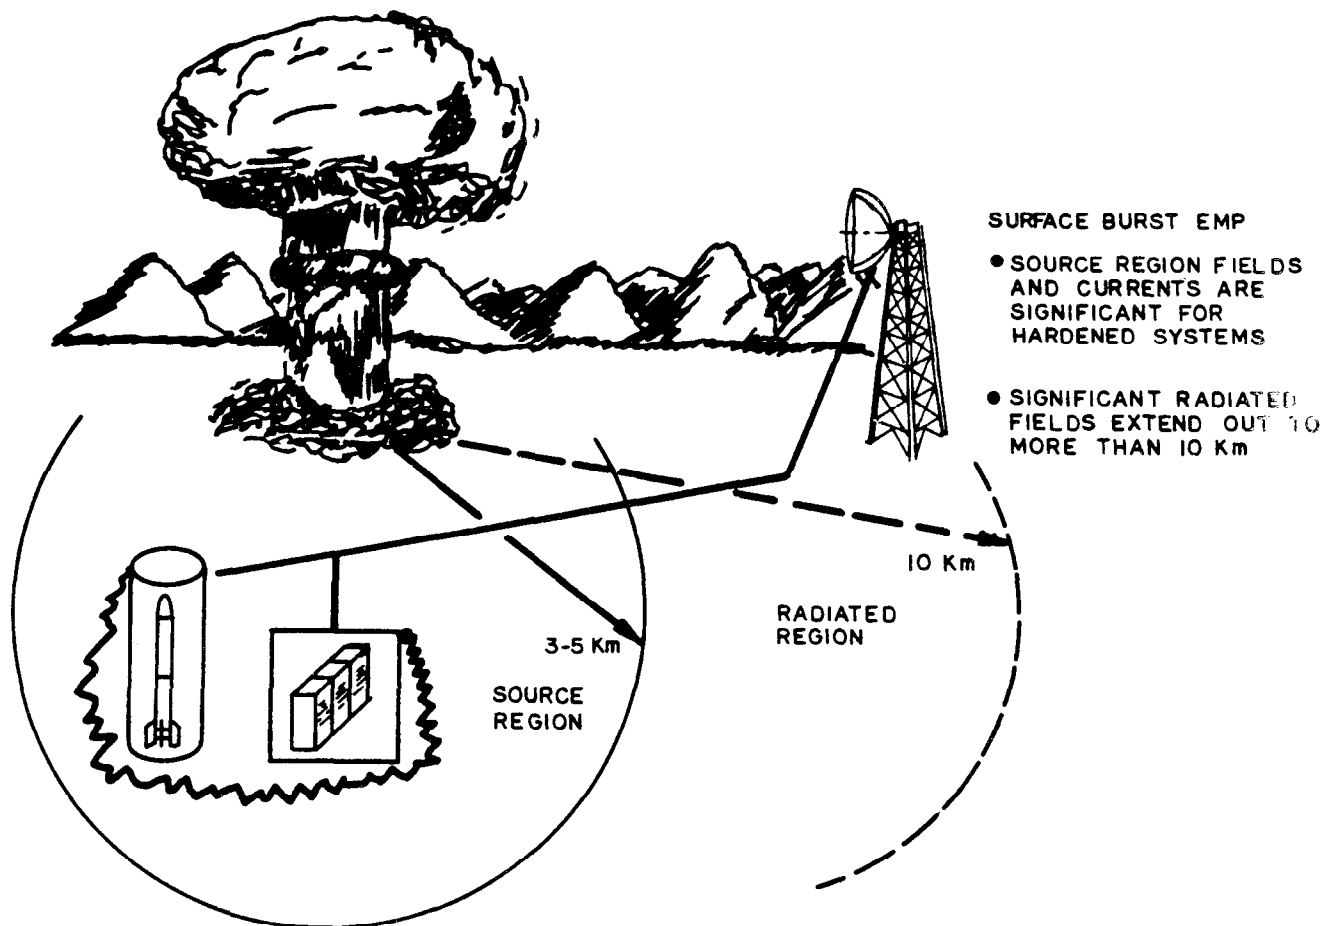 SURFACE BURST EMP
● SOURCE REGION FIELDS
AND CURRENTS ARE
SIGNIFICANT FOR
HARDENED SYSTEMS
● SIGNIFICANT RADIATED
FIELDS EXTEND OUT TO
MORE THAN 10 Km
10 Km
RADIATED
REGION
3-5 Km
SOURCE
REGION